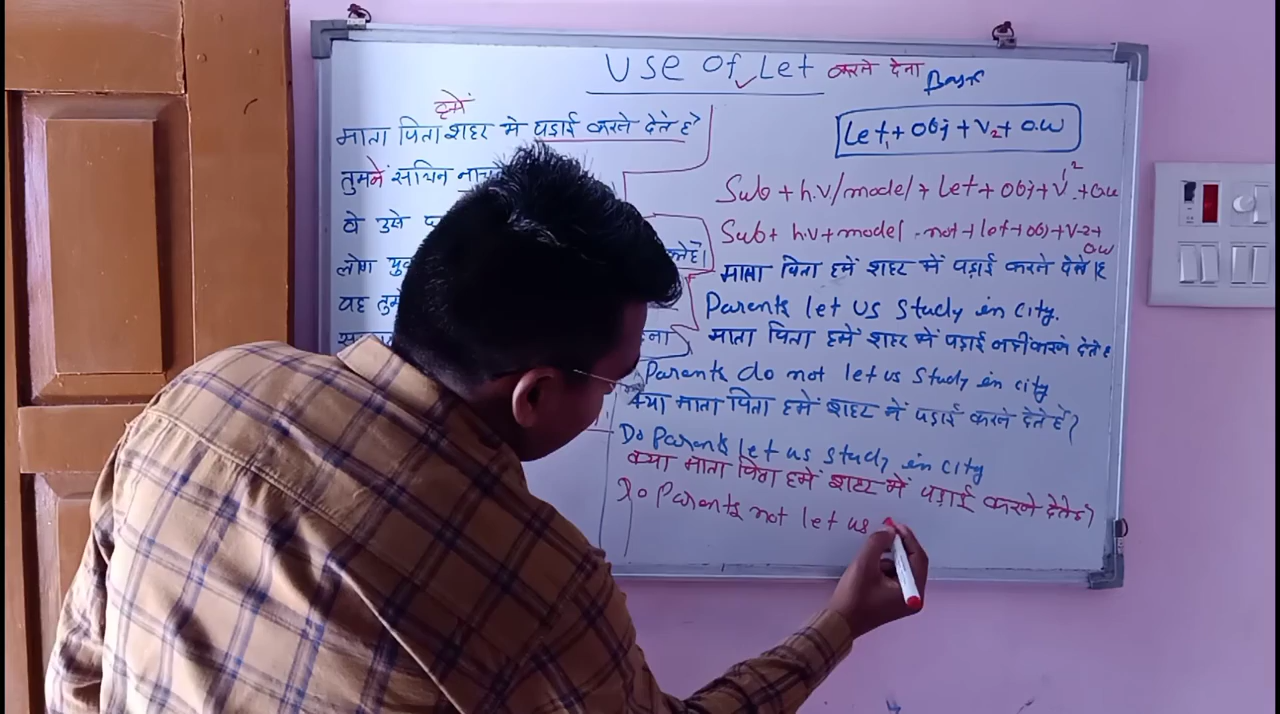 Use of Let करने देना
Basic
हमें
माता पिता शहर मे पढाई करने देते है
तुमने सचिन
वे उसे
लोग
वह तुम
Let + Obj + V2 + O.W
Sub + h.v/model + Let + Obj + V + O.w
Sub + h.v + model - not + let + obj + V-2 + O.W
माता पिता हमें शहर में पढ़ाई करने देते है
Parents let us study in city.
माता पिता हमें शहर में पढ़ाई नहीं करने देते है
Parents do not let us study in city
क्या माता पिता हमें शहर में पढ़ाई करने देते हैं?
Do Parents let us study in city
क्या माता पिता हमें शहर में पढ़ाई करने देते है?
Do Parents not let us